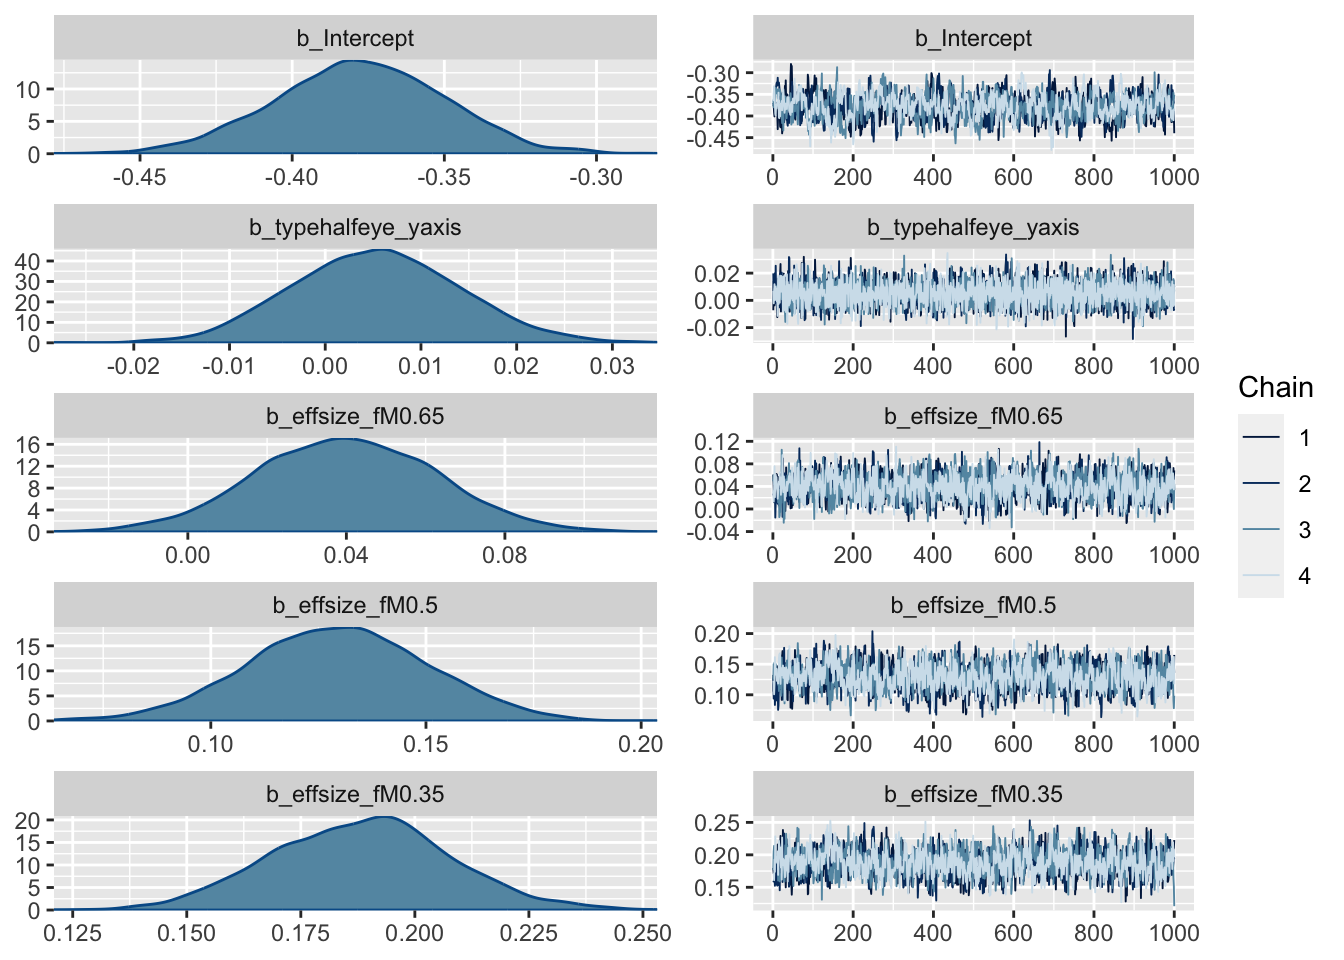 b_Intercept b_Intercept
10
5
0
-0.45 -0.40 -0.35 -0.30
-0.30
-0.35
-0.40
-0.45
0 200 400 600 800 1000
b_typehalfeye_yaxis b_typehalfeye_yaxis
40
30
20
10
0
-0.02 -0.01 0.00 0.01 0.02 0.03
0.02
0.00
-0.02
0 200 400 600 800 1000
b_effsize_fM0.65 b_effsize_fM0.65
16
12
8
4
0
0.00 0.04 0.08
0.12
0.08
0.04
0.00
-0.04
0 200 400 600 800 1000
b_effsize_fM0.5 b_effsize_fM0.5
15
10
5
0
0.10 0.15 0.20
0.20
0.15
0.10
0 200 400 600 800 1000
b_effsize_fM0.35 b_effsize_fM0.35
20
15
10
5
0
0.125 0.150 0.175 0.200 0.225 0.250
0.25
0.20
0.15
0 200 400 600 800 1000
Chain
1
2
3
4